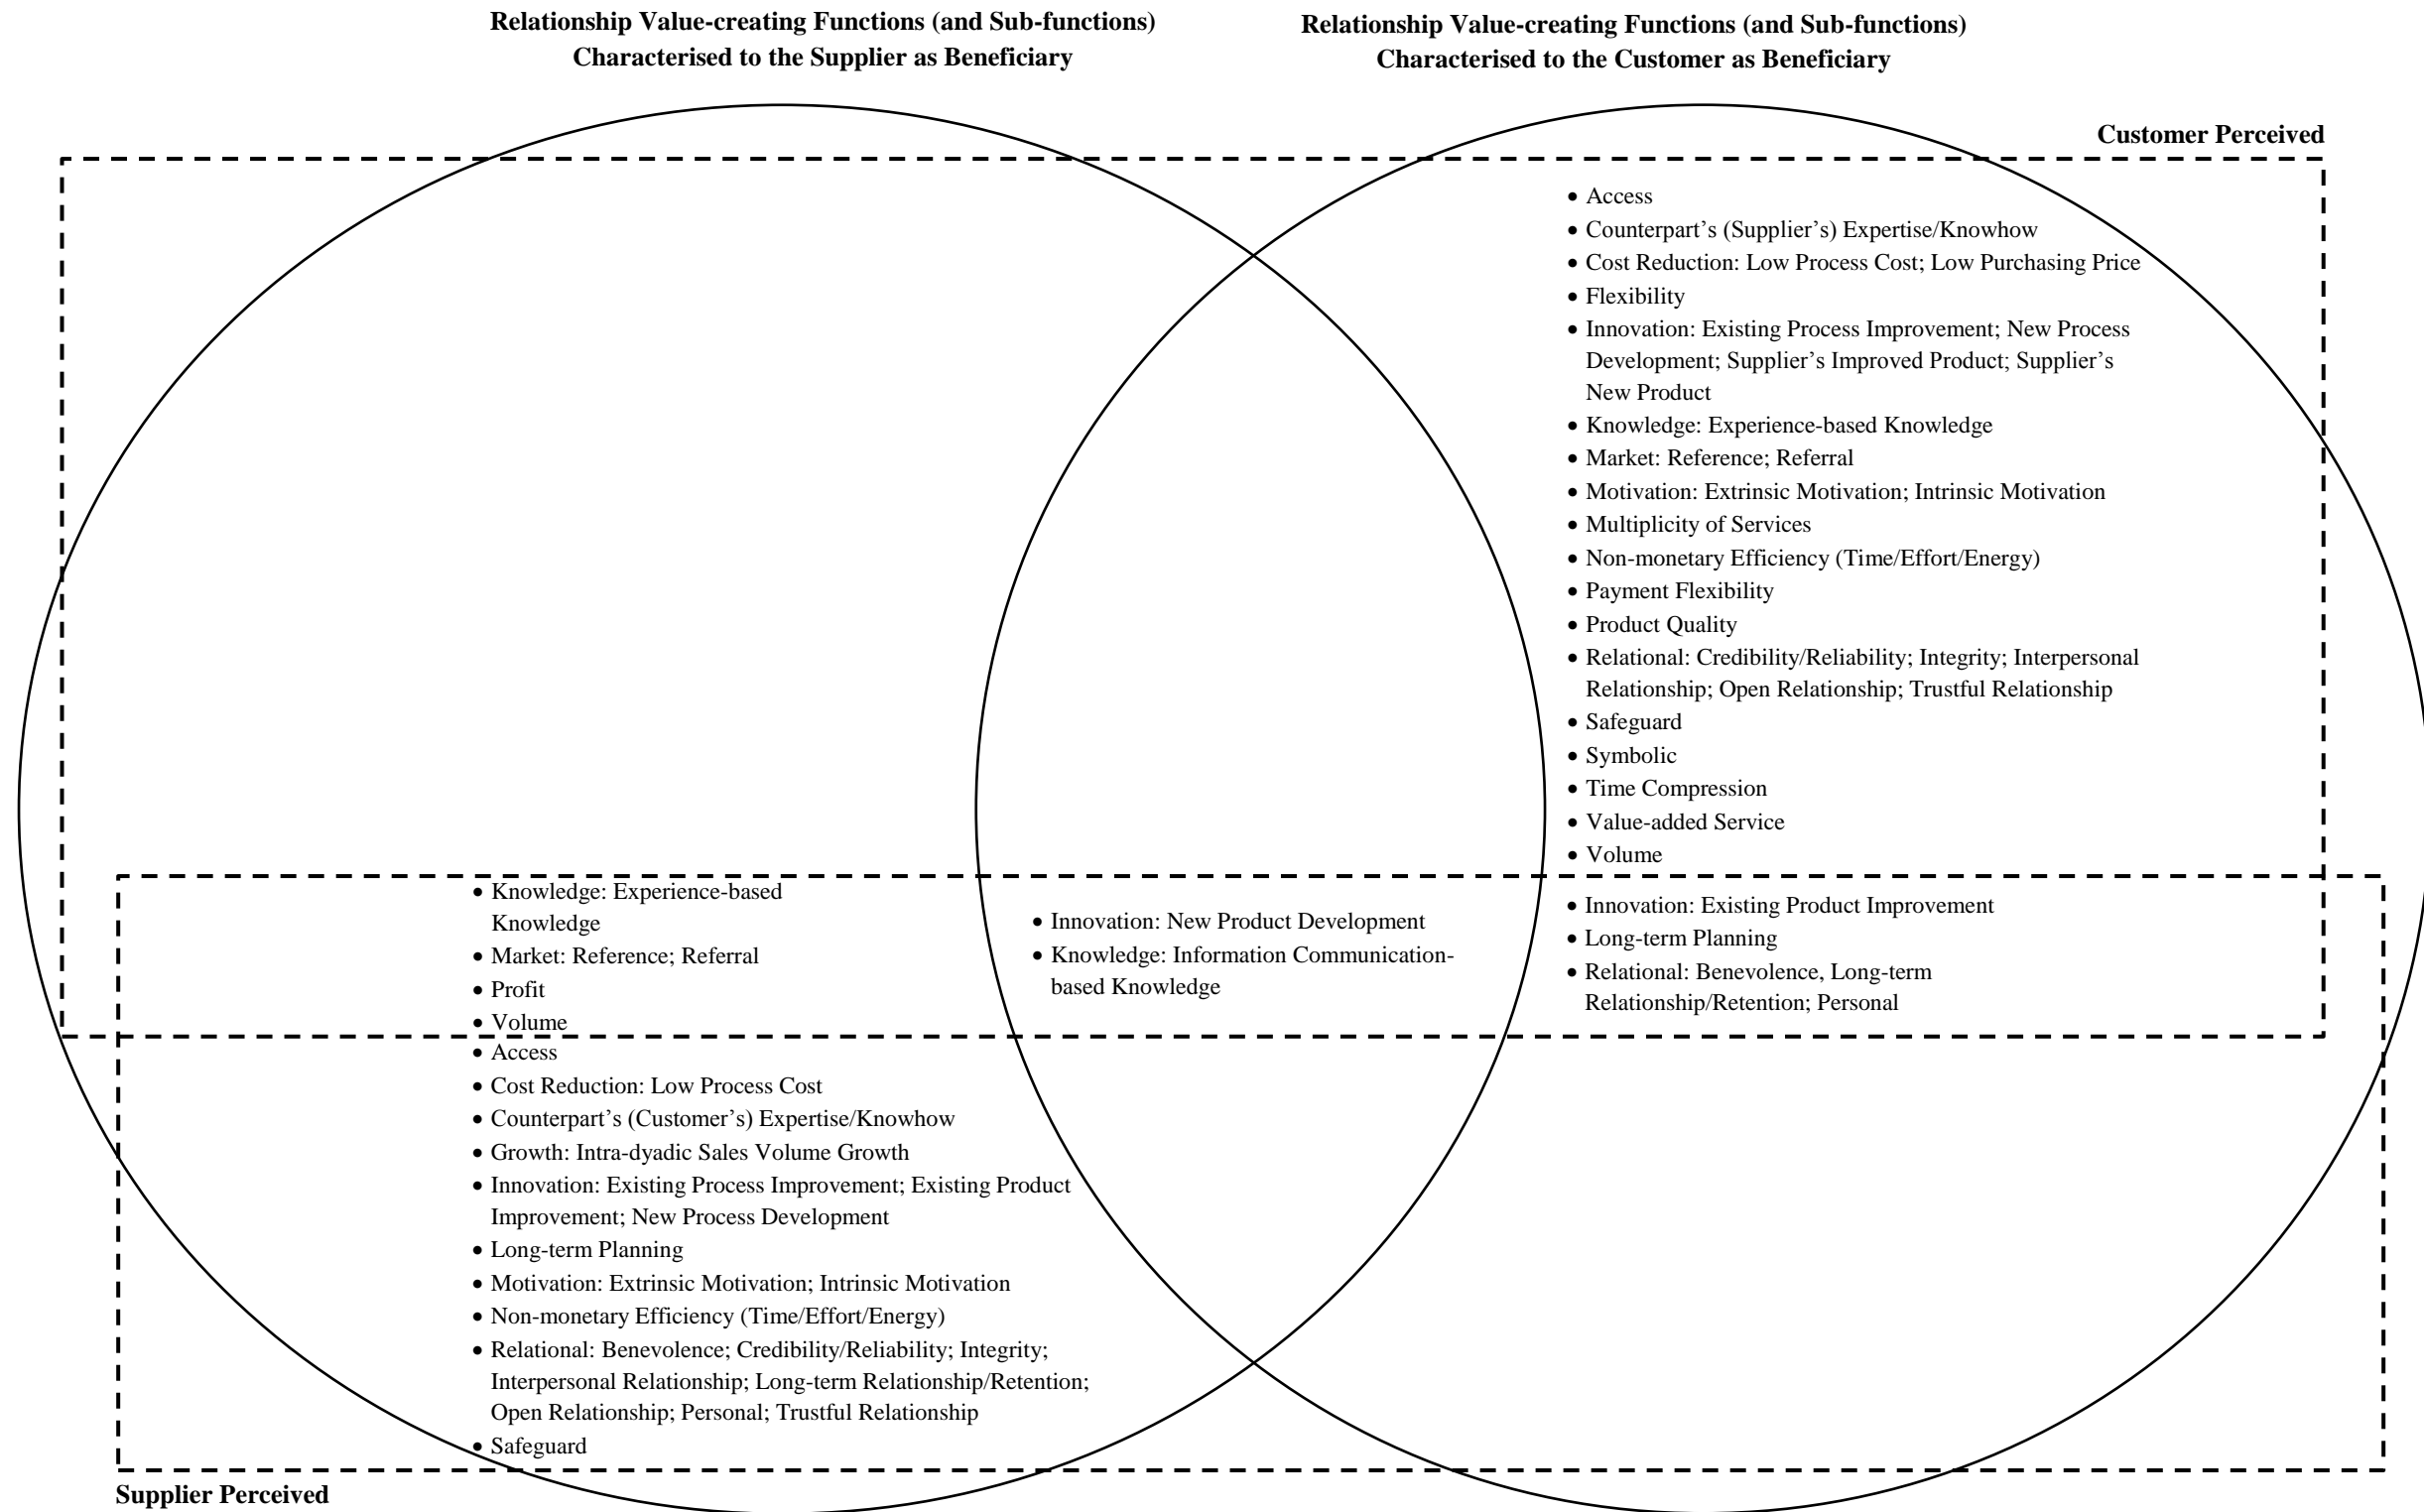 Relationship Value-creating Functions (and Sub-functions)
Characterised to the Supplier as Beneficiary
Relationship Value-creating Functions (and Sub-functions)
Characterised to the Customer as Beneficiary
Customer Perceived
• Access
• Counterpart’s (Supplier’s) Expertise/Knowhow
• Cost Reduction: Low Process Cost; Low Purchasing Price
• Flexibility
• Innovation: Existing Process Improvement; New Process
Development; Supplier’s Improved Product; Supplier’s
New Product
• Knowledge: Experience-based Knowledge
• Market: Reference; Referral
• Motivation: Extrinsic Motivation; Intrinsic Motivation
• Multiplicity of Services
• Non-monetary Efficiency (Time/Effort/Energy)
• Payment Flexibility
• Product Quality
• Relational: Credibility/Reliability; Integrity; Interpersonal
Relationship; Open Relationship; Trustful Relationship
• Safeguard
• Symbolic
• Time Compression
• Value-added Service
• Volume
• Knowledge: Experience-based
Knowledge
• Market: Reference; Referral
• Profit
• Volume
• Innovation: New Product Development
• Knowledge: Information Communication-
based Knowledge
• Innovation: Existing Product Improvement
• Long-term Planning
• Relational: Benevolence, Long-term
Relationship/Retention; Personal
• Access
• Cost Reduction: Low Process Cost
• Counterpart’s (Customer’s) Expertise/Knowhow
• Growth: Intra-dyadic Sales Volume Growth
• Innovation: Existing Process Improvement; Existing Product
Improvement; New Process Development
• Long-term Planning
• Motivation: Extrinsic Motivation; Intrinsic Motivation
• Non-monetary Efficiency (Time/Effort/Energy)
• Relational: Benevolence; Credibility/Reliability; Integrity;
Interpersonal Relationship; Long-term Relationship/Retention;
Open Relationship; Personal; Trustful Relationship
• Safeguard
Supplier Perceived